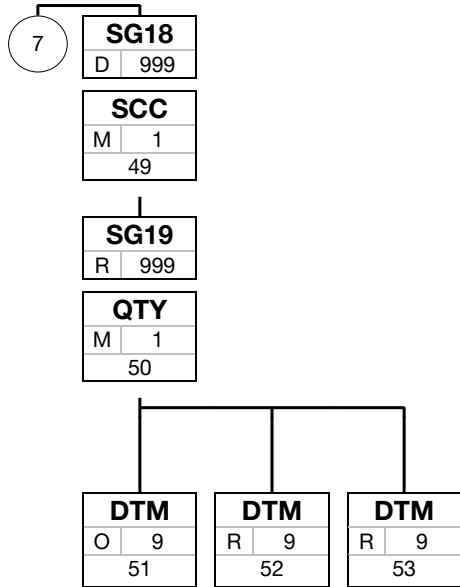 7
SG18
D 999
SCC
M 1
49
SG19
R 999
QTY
M 1
50
DTM DTM DTM
O 9 R 9 R 9
51 52 53